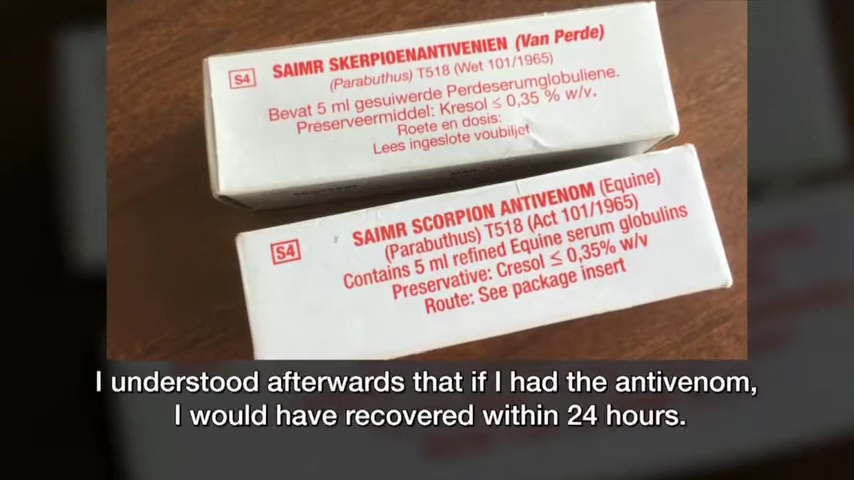 S4
SAIMR SKERPIOENANTIVENIEN (Van Perde)
(Parabuthus) T518 (Wet 101/1965)
Bevat 5 ml gesuiwerde Perdeserumglobuliene.
Preserveermiddel: Kresol ≤ 0,35 % w/v.
Roete en dosis:
Lees ingeslote voubiljet
S4
SAIMR SCORPION ANTIVENOM (Equine)
(Parabuthus) T518 (Act 101/1965)
Contains 5 ml refined Equine serum globulins
Preservative: Cresol ≤ 0,35% w/v
Route: See package insert
I understood afterwards that if I had the antivenom,
I would have recovered within 24 hours.